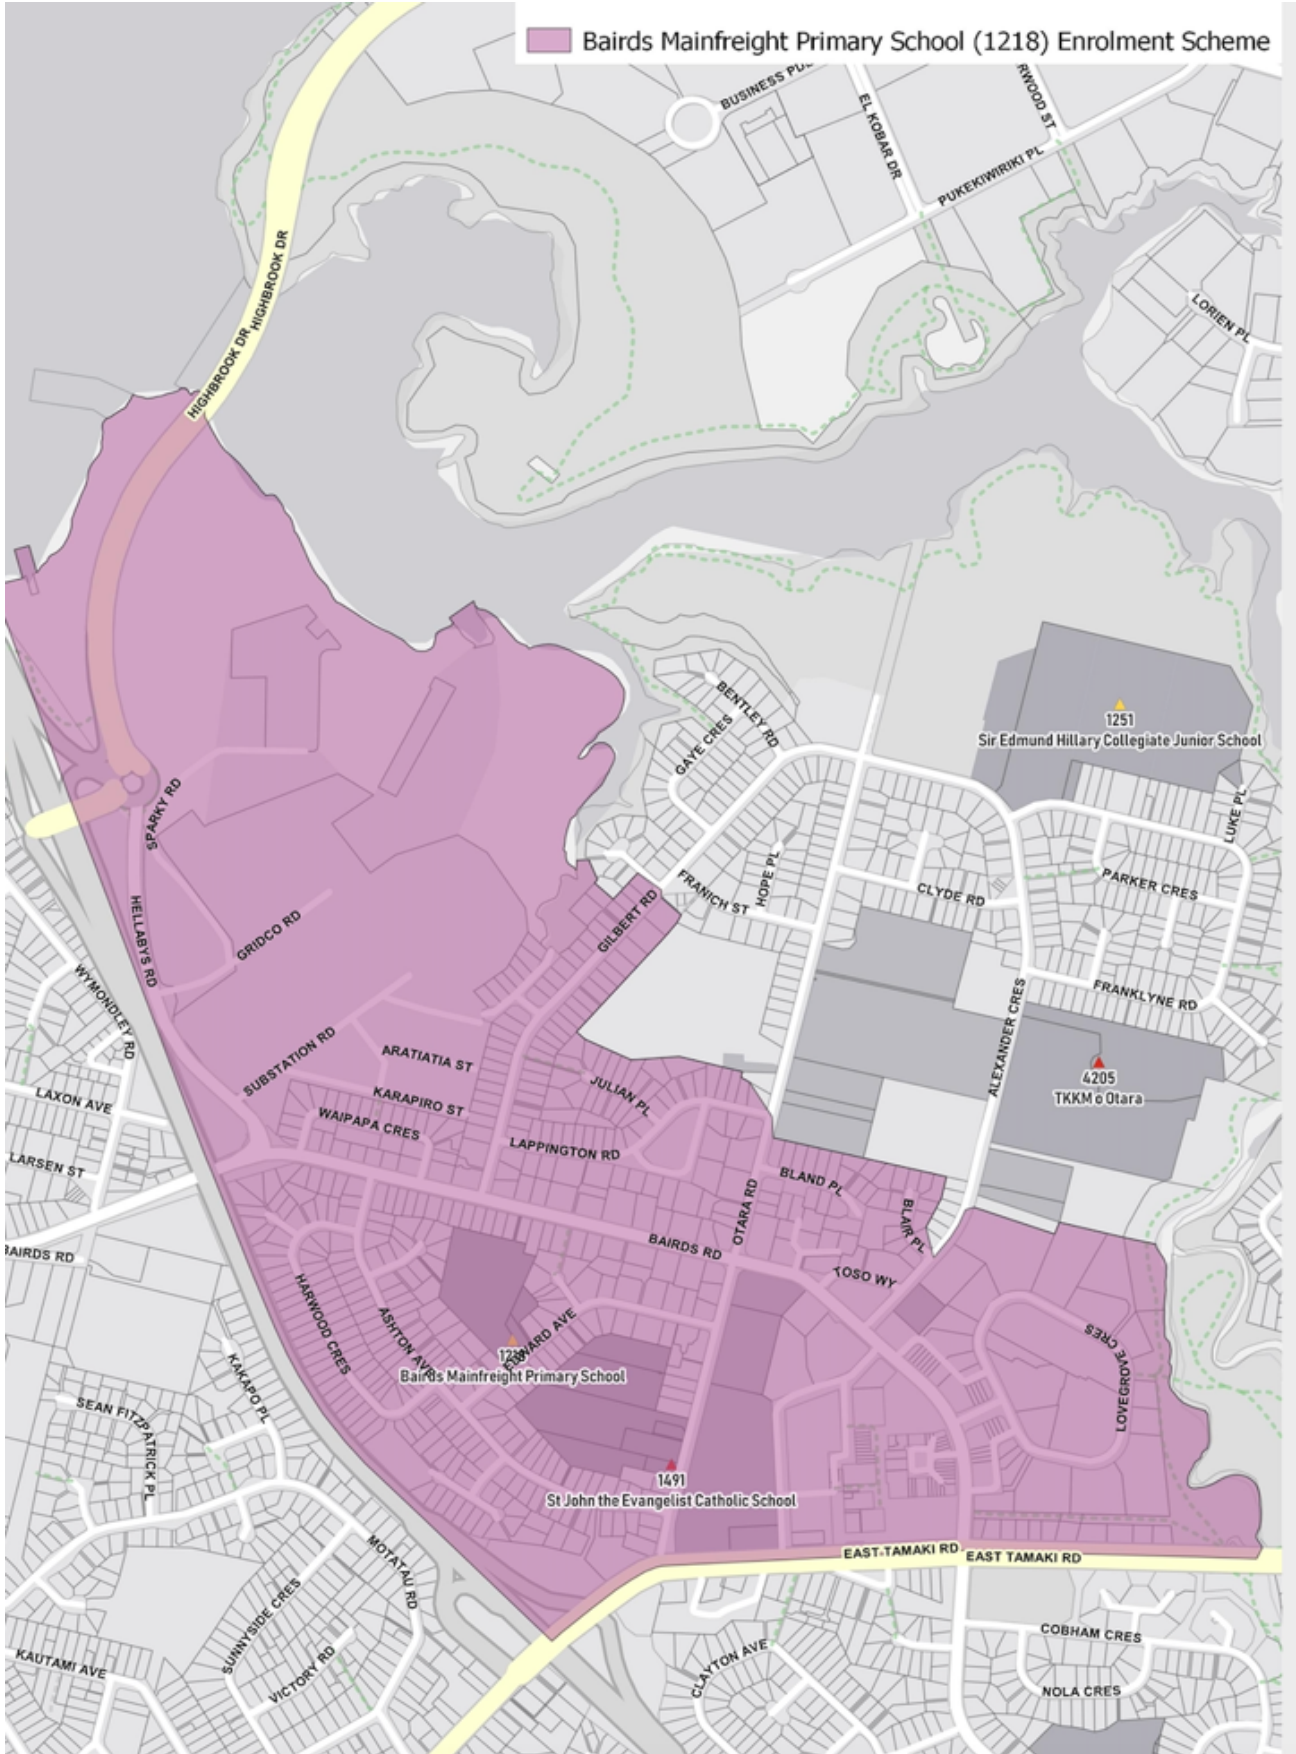 Bairds Mainfreight Primary School (1218) Enrolment Scheme
EL KOBAR DR
PUKEKIWIRIKI PL
BUSINESS
LORIEN PL
HIGHBROOK DR
HIGHBROOK DR
1251
Sir Edmund Hillary Collegiate Junior School
BENTLEY RD
GAYE CRES
LUKE PL
SPARKY RD
HOPE PL
FRANICH ST
CLYDE RD
PARKER CRES
GILBERT RD
HELLABYS RD
GRIDCO RD
WYMONDLEY RD
FRANKLYNE RD
ALEXANDER CRES
SUBSTATION RD
ARATIATIA ST
4205
TKKM o Otara
LAXON AVE
KARAPIRO ST
JULIAN PL
WAIPAPA CRES
LAPPINGTON RD
LARSEN ST
BLAND PL
OTARA RD
BLAIR PL
BAIRDS RD
BAIRDS RD
KOSO WY
HARWOOD CRES
ASHTON AVE
EDWARD AVE
Bairds Mainfreight Primary School
LOVEGROVE CRES
KAKAPO PL
SEAN FITZPATRICK PL
1491
St John the Evangelist Catholic School
MOTATAU RD
EAST TAMAKI RD
EAST TAMAKI RD
SUNNYSIDE CRES
VICTORY RD
KAUTAMI AVE
CLAYTON AVE
COBHAM CRES
NOLA CRES